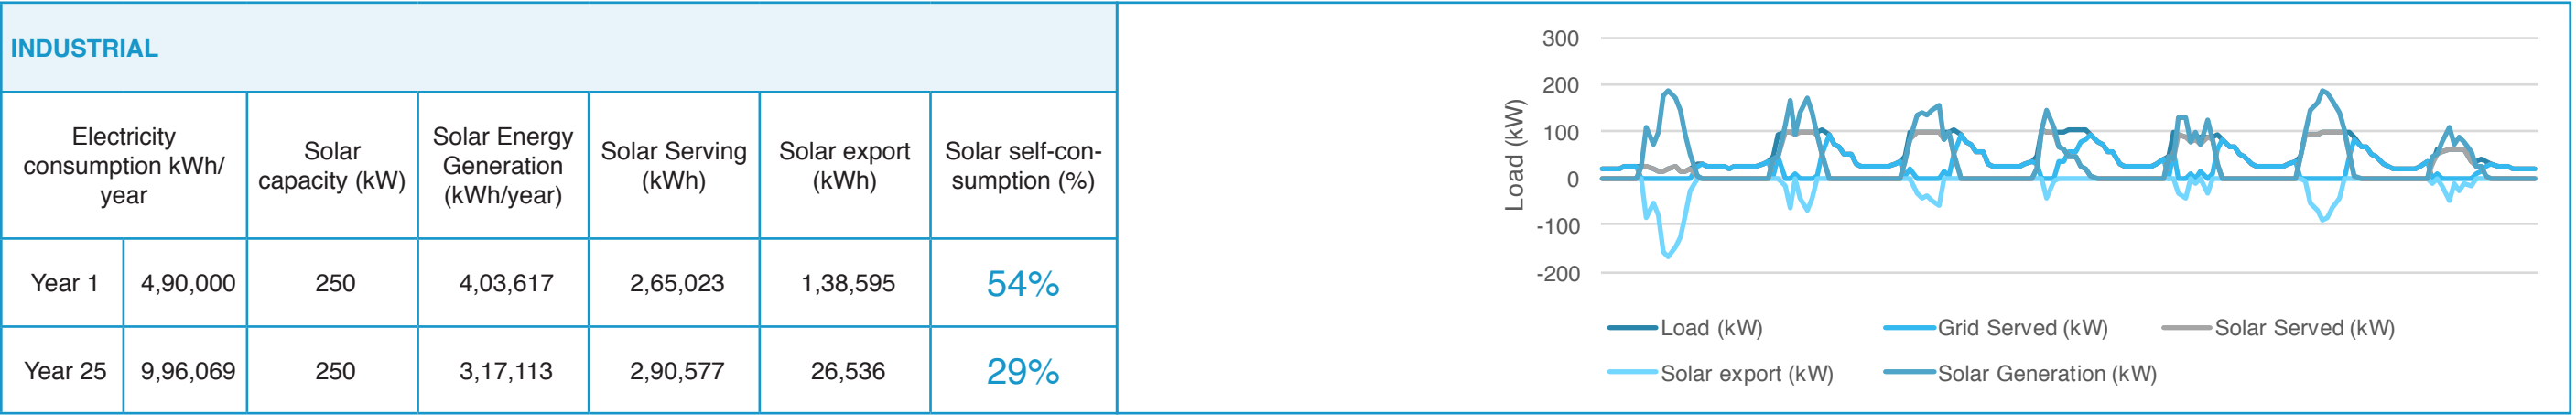 INDUSTRIAL
Electricity
consumption kWh/
year
Solar
capacity (kW)
Solar Energy
Generation
(kWh/year)
Solar Serving
(kWh)
Solar export
(kWh)
Solar self-con-
sumption (%)
Year 1 4,90,000 250 4,03,617 2,65,023 1,38,595 54%
Year 25 9,96,069 250 3,17,113 2,90,577 26,536 29%
Load (kW)
300
200
100
0
-100
-200
Load (kW) Grid Served (kW) Solar Served (kW)
Solar export (kW) Solar Generation (kW)